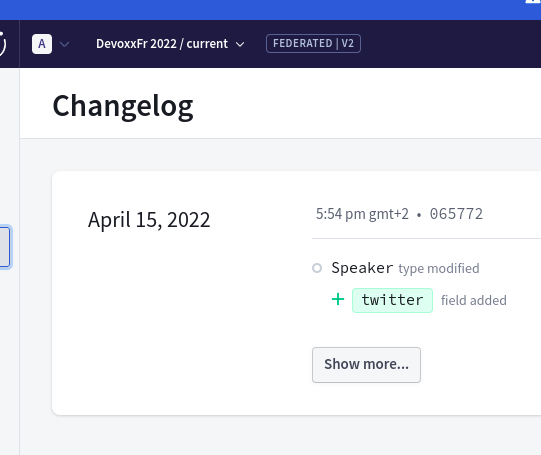 A
DevoxxFr 2022 / current
FEDERATED | V2
Changelog
April 15, 2022
5:54 pm gmt+2 • 065772
Speaker type modified
+ twitter field added
Show more...